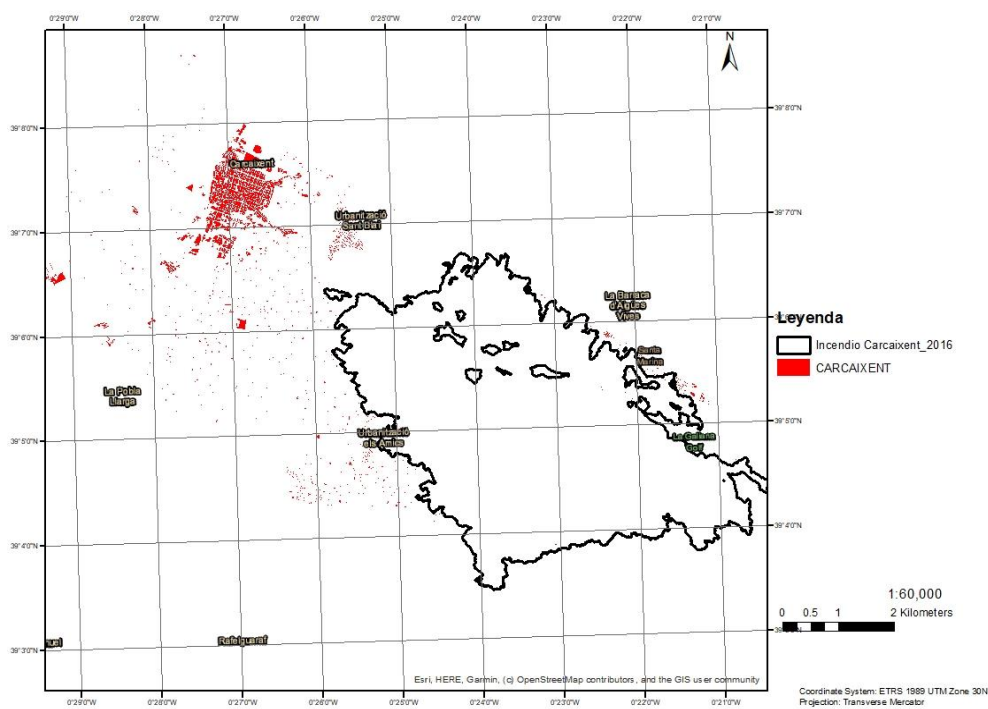 0°29'0"W 0°28'0"W 0°27'0"W 0°26'0"W 0°25'0"W 0°24'0"W 0°23'0"W 0°22'0"W 0°21'0"W
N
39°8'0"N
39°8'0"N
Carcaixent
39°7'0"N
Urbanització
Sant Blai
39°7'0"N
La Barraca
d'Aigües
Vives
Leyenda
Incendio Carcaixent_2016
CARCAIXENT
39°6'0"N
Santa
Marina
La Pobla
Llarga
39°5'0"N
Urbanització
els Amics
39°5'0"N
La Gallana
Golf
39°4'0"N
39°4'0"N
1:60,000
0 0.5 1 2 Kilometers
39°3'0"N
Rafelguaraf
Esri, HERE, Garmin, (c) OpenStreetMap contributors, and the GIS user community
0°29'0"W 0°28'0"W 0°27'0"W 0°26'0"W 0°25'0"W 0°24'0"W 0°23'0"W 0°22'0"W 0°21'0"W
Coordinate System: ETRS 1989 UTM Zone 30N
Projection: Transverse Mercator